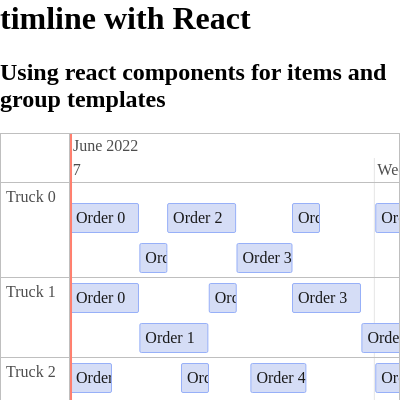 timline with React
Using react components for items and
group templates
June 2022
7 We
Truck 0
Order 0 Order 2 Orc Or
Orc Order 3
Truck 1
Order 0 Orc Order 3
Order 1 Orde
Truck 2
Order Orc Order 4 Or